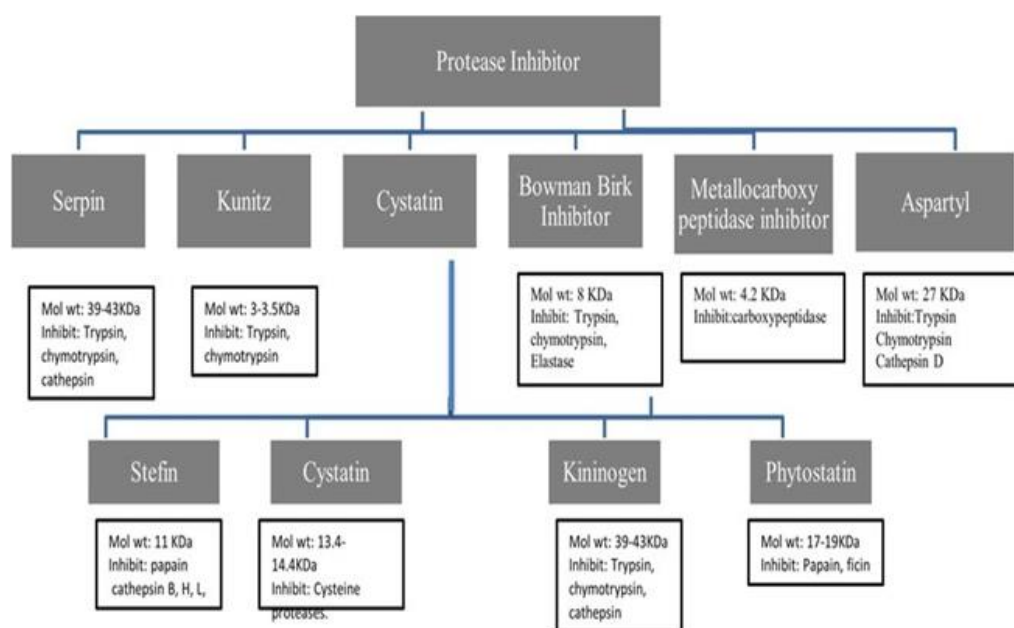 Protease Inhibitor
Serpin
Kunitz
Cystatin
Bowman Birk
Inhibitor
Metallocarboxy
peptidase inhibitor
Aspartyl
Mol wt: 39-43KDa
Inhibit: Trypsin,
chymotrypsin,
cathepsin
Mol wt: 3-3.5KDa
Inhibit: Trypsin,
chymotrypsin
Mol wt: 8 KDa
Inhibit: Trypsin,
chymotrypsin,
Elastase
Mol wt: 4.2 KDa
Inhibit:carboxypeptidase
Mol wt: 27 KDa
Inhibit:Trypsin
Chymotrypsin
Cathepsin D
Stefin
Cystatin
Kininogen
Phytostatin
Mol wt: 11 KDa
Inhibit: papain
cathepsin B, H, L,
Mol wt: 13.4-
14.4KDa
Inhibit: Cysteine
proteases.
Mol wt: 39-43KDa
Inhibit: Trypsin,
chymotrypsin,
cathepsin
Mol wt: 17-19KDa
Inhibit: Papain, ficin